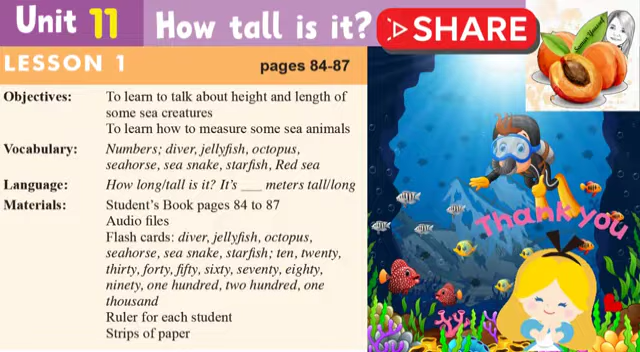 Unit 11 How tall is it?
SHARE
LESSON 1 pages 84-87
Objectives: To learn to talk about height and length of
some sea creatures
To learn how to measure some sea animals
Vocabulary: Numbers; diver, jellyfish, octopus,
seahorse, sea snake, starfish, Red sea
Language: How long/tall is it? It's ___ meters tall/long
Materials: Student's Book pages 84 to 87
Audio files
Flash cards: diver, jellyfish, octopus,
seahorse, sea snake, starfish; ten, twenty,
thirty, forty, fifty, sixty, seventy, eighty,
ninety, one hundred, two hundred, one
thousand
Ruler for each student
Strips of paper
Thank you